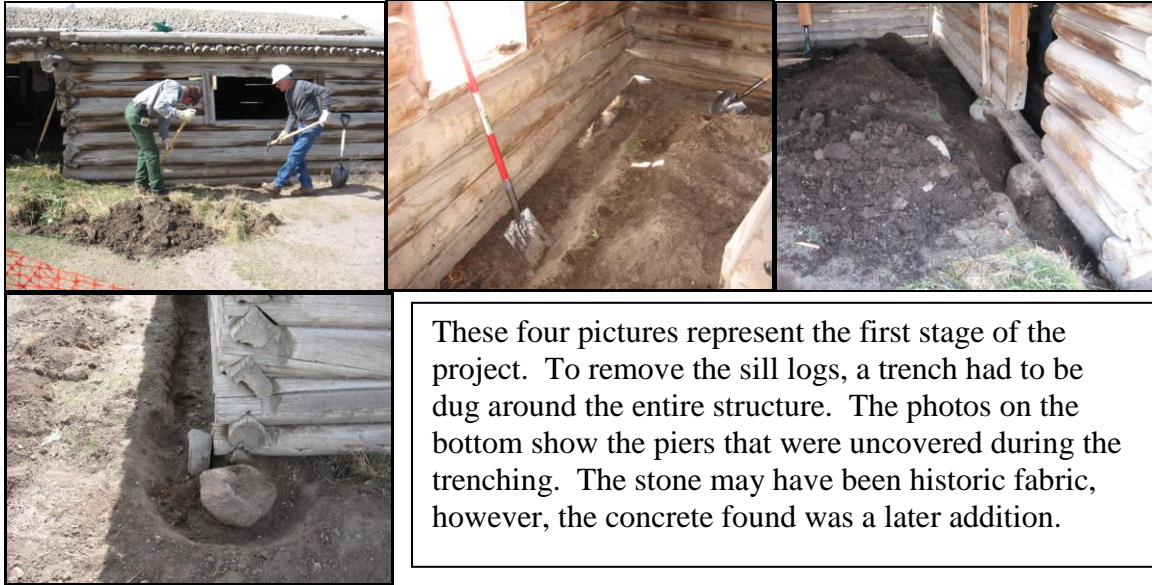 These four pictures represent the first stage of the
project.  To remove the sill logs, a trench had to be
dug around the entire structure.  The photos on the
bottom show the piers that were uncovered during the
trenching.  The stone may have been historic fabric,
however, the concrete found was a later addition.